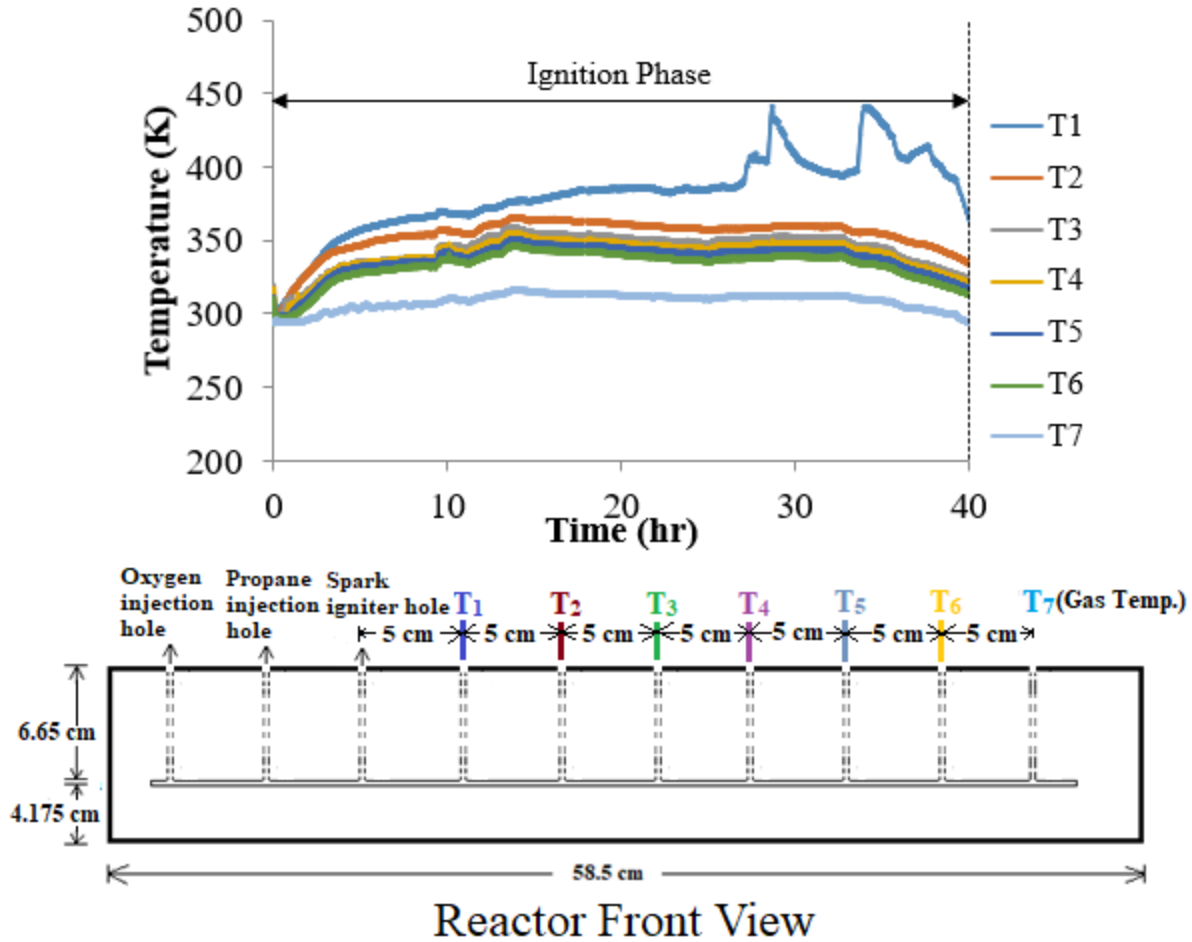 500
450
400
350
300
250
200
Temperature (K)
Ignition Phase
T1
T2
T3
T4
T5
T6
T7
0 10 20 30 40
Time (hr)
Oxygen
injection
hole
Propane
injection
hole
Spark
igniter hole
T1 T2 T3 T4 T5 T6 T7(Gas Temp.)
5 cm 5 cm 5 cm 5 cm 5 cm 5 cm 5 cm
6.65 cm
4.175 cm
58.5 cm
Reactor Front View